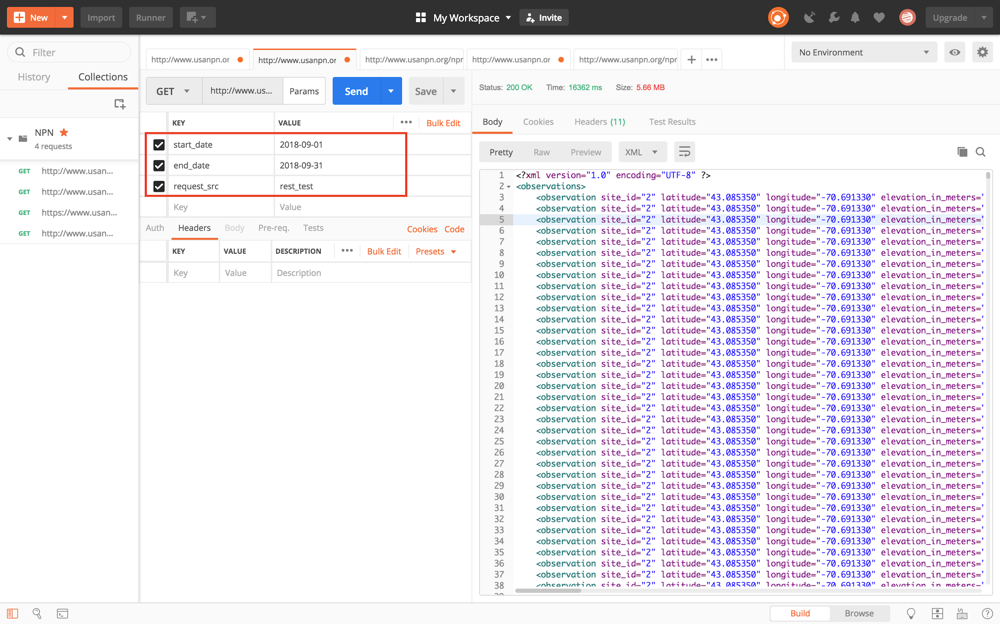 New
Import
Runner
My Workspace
Invite
Upgrade
Filter
History
Collections
NPN
4 requests
GET http://www.usan...
GET http://www.usan...
GET https://www.usan...
GET http://www.usan...
http://www.usanpn.or
http://www.usanpn.or
http://www.usanpn.org/npn
http://www.usanpn.or
http://www.usanpn.org/npn
No Environment
GET http://www.us... Params Send Save
KEY VALUE Bulk Edit
start_date 2018-09-01
end_date 2018-09-31
request_src rest_test
Key Value
Auth Headers Body Pre-req. Tests Cookies Code
KEY VALUE DESCRIPTION Bulk Edit Presets
Key Value Description
Status: 200 OK Time: 16362 ms Size: 5.66 MB
Body Cookies Headers (11) Test Results
Pretty Raw Preview XML
1 <?xml version="1.0" encoding="UTF-8" ?>
2 <observations>
3 <observation site_id="2" latitude="43.085350" longitude="-70.691330" elevation_in_meters="
4 <observation site_id="2" latitude="43.085350" longitude="-70.691330" elevation_in_meters="
5 <observation site_id="2" latitude="43.085350" longitude="-70.691330" elevation_in_meters="
6 <observation site_id="2" latitude="43.085350" longitude="-70.691330" elevation_in_meters="
7 <observation site_id="2" latitude="43.085350" longitude="-70.691330" elevation_in_meters="
8 <observation site_id="2" latitude="43.085350" longitude="-70.691330" elevation_in_meters="
9 <observation site_id="2" latitude="43.085350" longitude="-70.691330" elevation_in_meters="
10 <observation site_id="2" latitude="43.085350" longitude="-70.691330" elevation_in_meters="
11 <observation site_id="2" latitude="43.085350" longitude="-70.691330" elevation_in_meters="
12 <observation site_id="2" latitude="43.085350" longitude="-70.691330" elevation_in_meters="
13 <observation site_id="2" latitude="43.085350" longitude="-70.691330" elevation_in_meters="
14 <observation site_id="2" latitude="43.085350" longitude="-70.691330" elevation_in_meters="
15 <observation site_id="2" latitude="43.085350" longitude="-70.691330" elevation_in_meters="
16 <observation site_id="2" latitude="43.085350" longitude="-70.691330" elevation_in_meters="
17 <observation site_id="2" latitude="43.085350" longitude="-70.691330" elevation_in_meters="
18 <observation site_id="2" latitude="43.085350" longitude="-70.691330" elevation_in_meters="
19 <observation site_id="2" latitude="43.085350" longitude="-70.691330" elevation_in_meters="
20 <observation site_id="2" latitude="43.085350" longitude="-70.691330" elevation_in_meters="
21 <observation site_id="2" latitude="43.085350" longitude="-70.691330" elevation_in_meters="
22 <observation site_id="2" latitude="43.085350" longitude="-70.691330" elevation_in_meters="
23 <observation site_id="2" latitude="43.085350" longitude="-70.691330" elevation_in_meters="
24 <observation site_id="2" latitude="43.085350" longitude="-70.691330" elevation_in_meters="
25 <observation site_id="2" latitude="43.085350" longitude="-70.691330" elevation_in_meters="
26 <observation site_id="2" latitude="43.085350" longitude="-70.691330" elevation_in_meters="
27 <observation site_id="2" latitude="43.085350" longitude="-70.691330" elevation_in_meters="
28 <observation site_id="2" latitude="43.085350" longitude="-70.691330" elevation_in_meters="
29 <observation site_id="2" latitude="43.085350" longitude="-70.691330" elevation_in_meters="
30 <observation site_id="2" latitude="43.085350" longitude="-70.691330" elevation_in_meters="
31 <observation site_id="2" latitude="43.085350" longitude="-70.691330" elevation_in_meters="
32 <observation site_id="2" latitude="43.085350" longitude="-70.691330" elevation_in_meters="
33 <observation site_id="2" latitude="43.085350" longitude="-70.691330" elevation_in_meters="
34 <observation site_id="2" latitude="43.085350" longitude="-70.691330" elevation_in_meters="
35 <observation site_id="2" latitude="43.085350" longitude="-70.691330" elevation_in_meters="
36 <observation site_id="2" latitude="43.085350" longitude="-70.691330" elevation_in_meters="
37 <observation site_id="2" latitude="43.085350" longitude="-70.691330" elevation_in_meters="
38 <observation site_id="2" latitude="43.085350" longitude="-70.691330" elevation_in_meters="
Build Browse